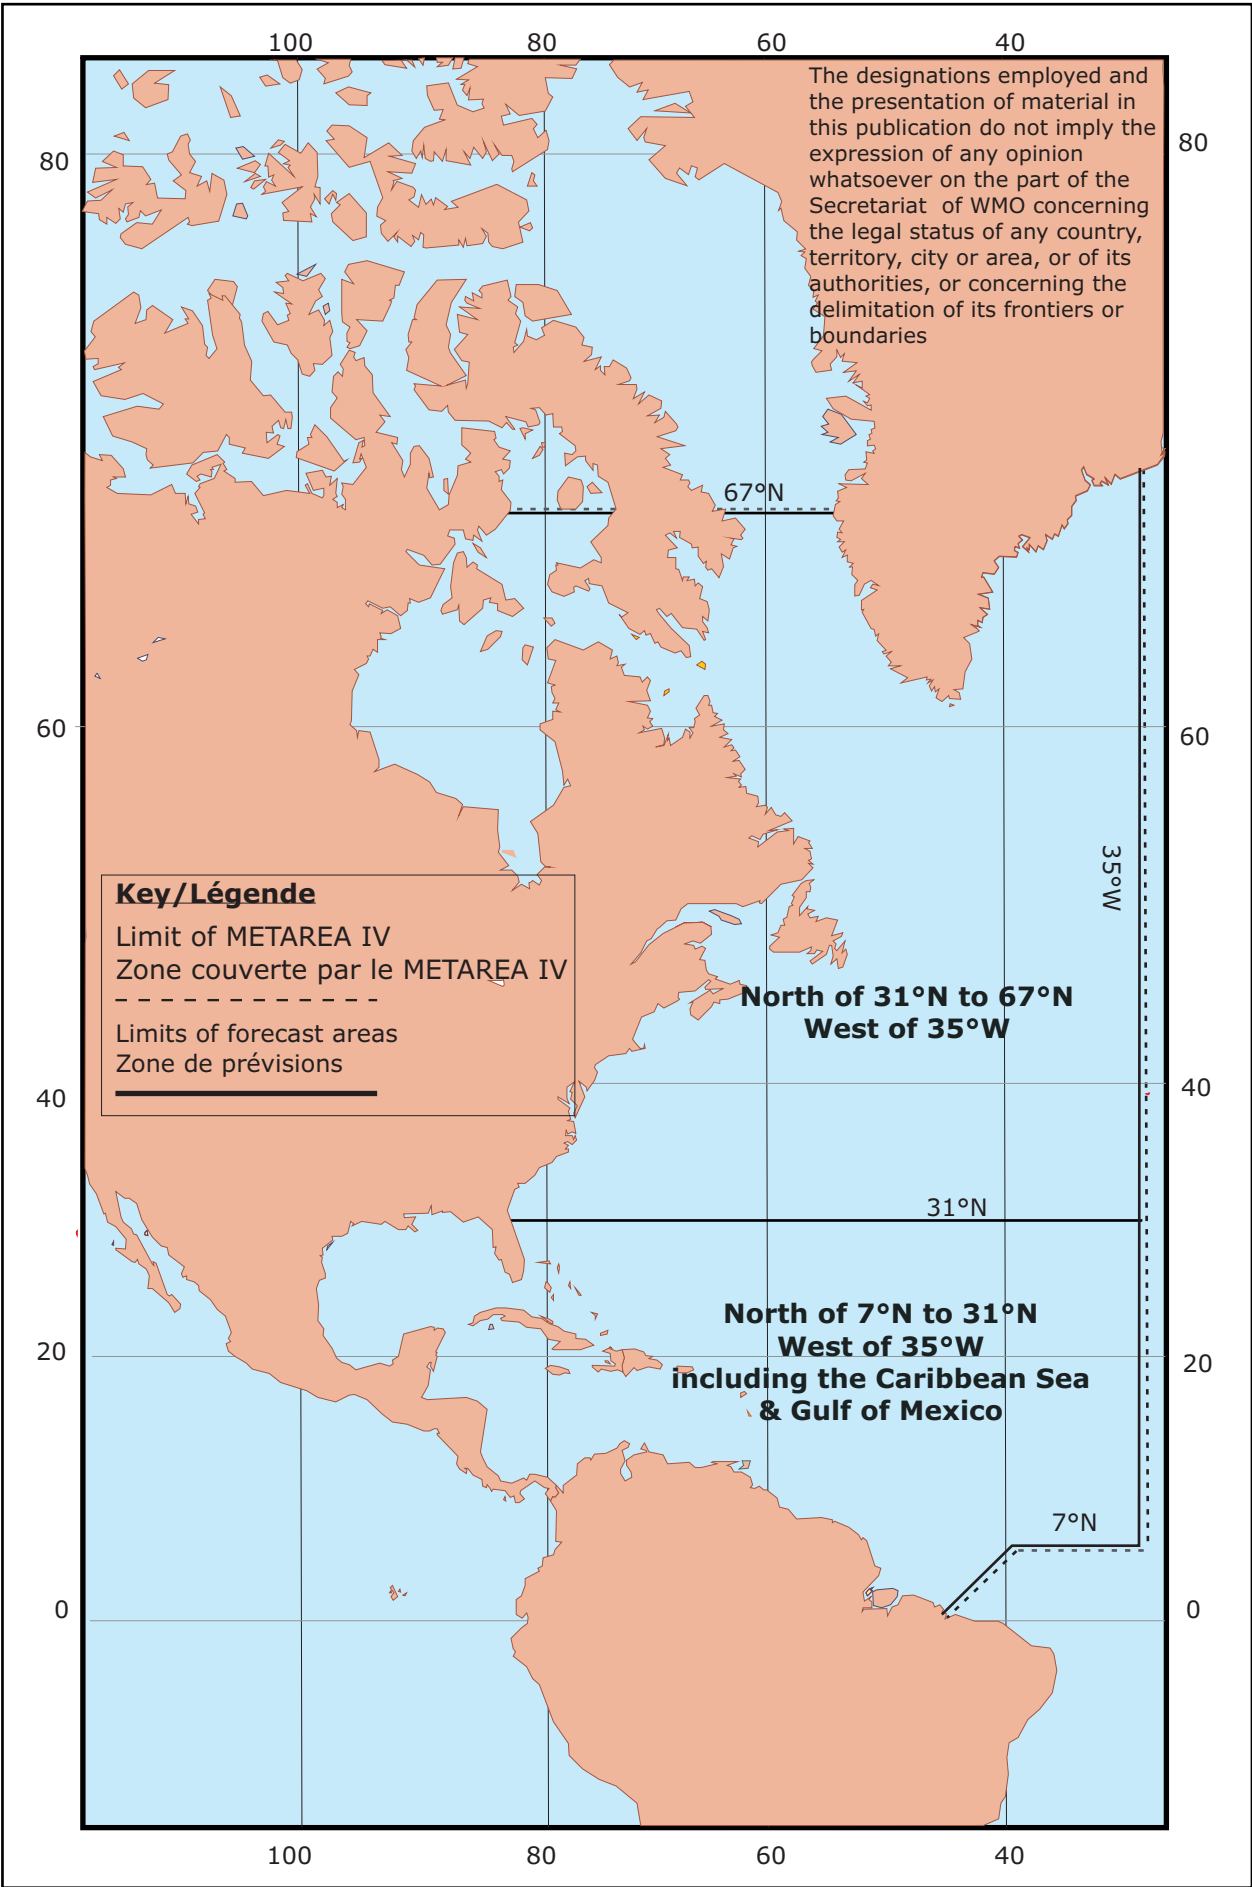 100 80 60 40
The designations employed and
the presentation of material in
this publication do not imply the
expression of any opinion
whatsoever on the part of the
Secretariat of WMO concerning
the legal status of any country,
territory, city or area, or of its
authorities, or concerning the
delimitation of its frontiers or
boundaries
80 80
67°N
60 60
35°W
Key/Légende
Limit of METAREA IV
Zone couverte par le METAREA IV
Limits of forecast areas
Zone de prévisions
North of 31°N to 67°N
West of 35°W
40 40
31°N
North of 7°N to 31°N
West of 35°W
including the Caribbean Sea
& Gulf of Mexico
20 20
7°N
0 0
100 80 60 40